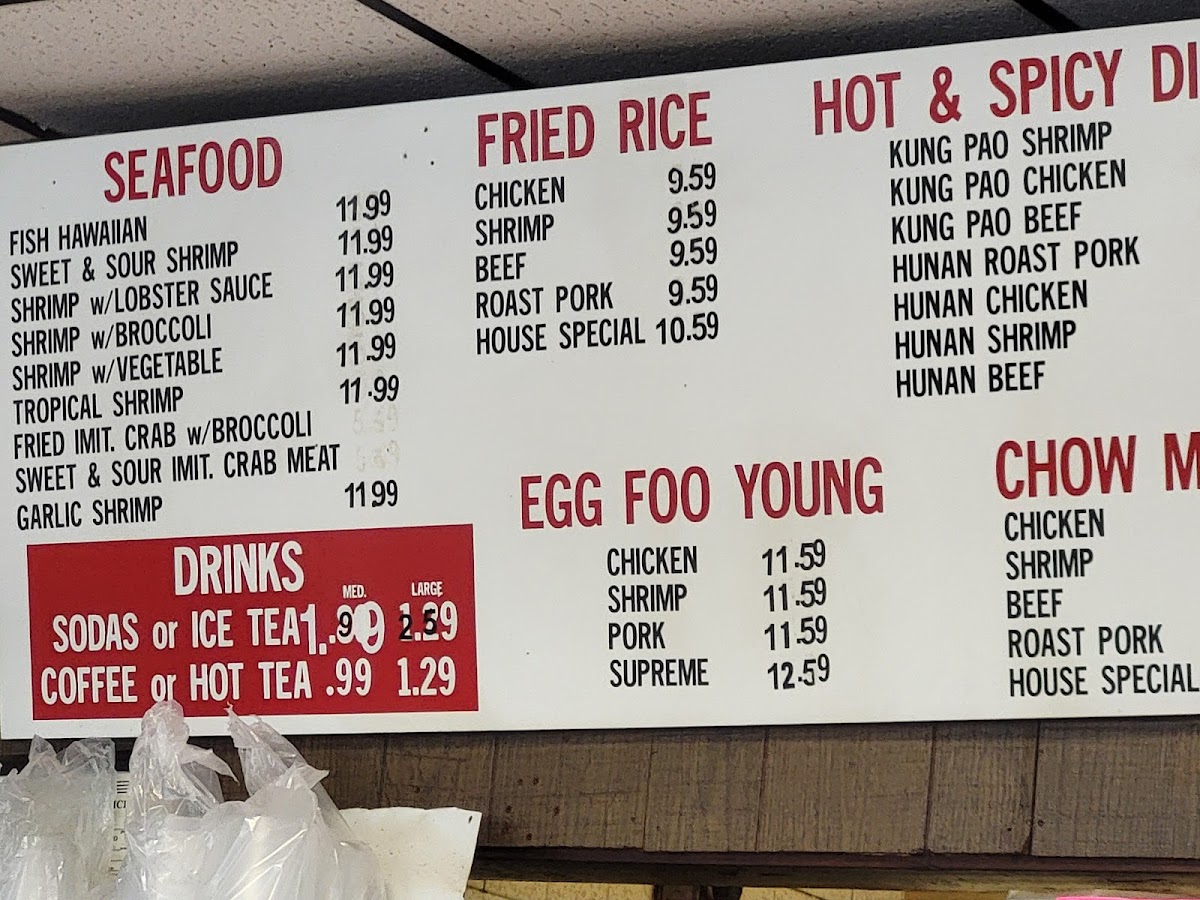 SEAFOOD
FISH HAWAIIAN 11.99
SWEET & SOUR SHRIMP 11.99
SHRIMP w/LOBSTER SAUCE 11.99
SHRIMP w/BROCCOLI 11.99
SHRIMP w/VEGETABLE 11.99
TROPICAL SHRIMP 11.99
FRIED IMIT. CRAB w/BROCCOLI
SWEET & SOUR IMIT. CRAB MEAT
GARLIC SHRIMP 11.99
DRINKS
MED. LARGE
SODAS or ICE TEA
COFFEE or HOT TEA .99 1.29
FRIED RICE
CHICKEN 9.59
SHRIMP 9.59
BEEF 9.59
ROAST PORK 9.59
HOUSE SPECIAL 10.59
EGG FOO YOUNG
CHICKEN 11.59
SHRIMP 11.59
PORK 11.59
SUPREME 12.59
HOT & SPICY DI
KUNG PAO SHRIMP
KUNG PAO CHICKEN
KUNG PAO BEEF
HUNAN ROAST PORK
HUNAN CHICKEN
HUNAN SHRIMP
HUNAN BEEF
CHOW M
CHICKEN
SHRIMP
BEEF
ROAST PORK
HOUSE SPECIAL